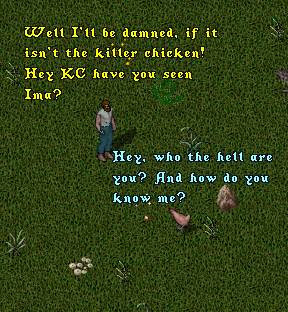 Well I'll be damned, if it
isn't the killer chicken!
Hey KC have you seen
Ima?
Hey, who the hell are
you? And how do you
know me?